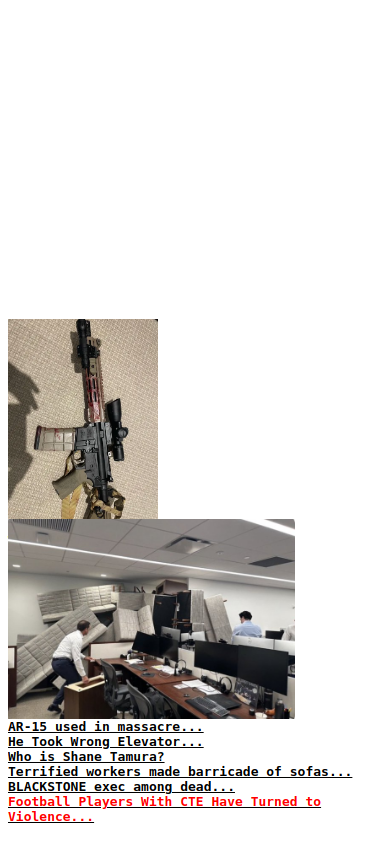 AR-15 used in massacre...
He Took Wrong Elevator...
Who is Shane Tamura?
Terrified workers made barricade of sofas...
BLACKSTONE exec among dead...
Football Players With CTE Have Turned to
Violence...